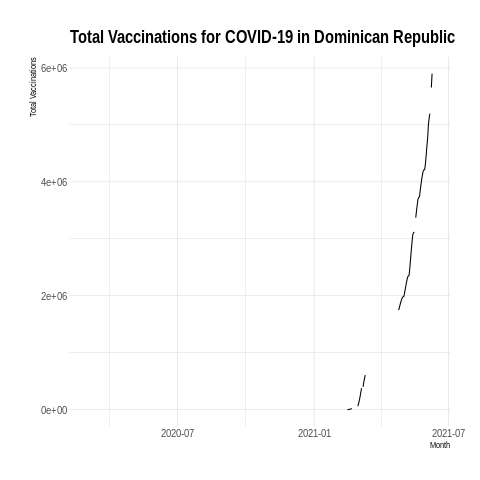 Total Vaccinations for COVID-19 in Dominican Republic
Total Vaccinations
6e+06
4e+06
2e+06
0e+00
2020-07
2021-01
2021-07
Month